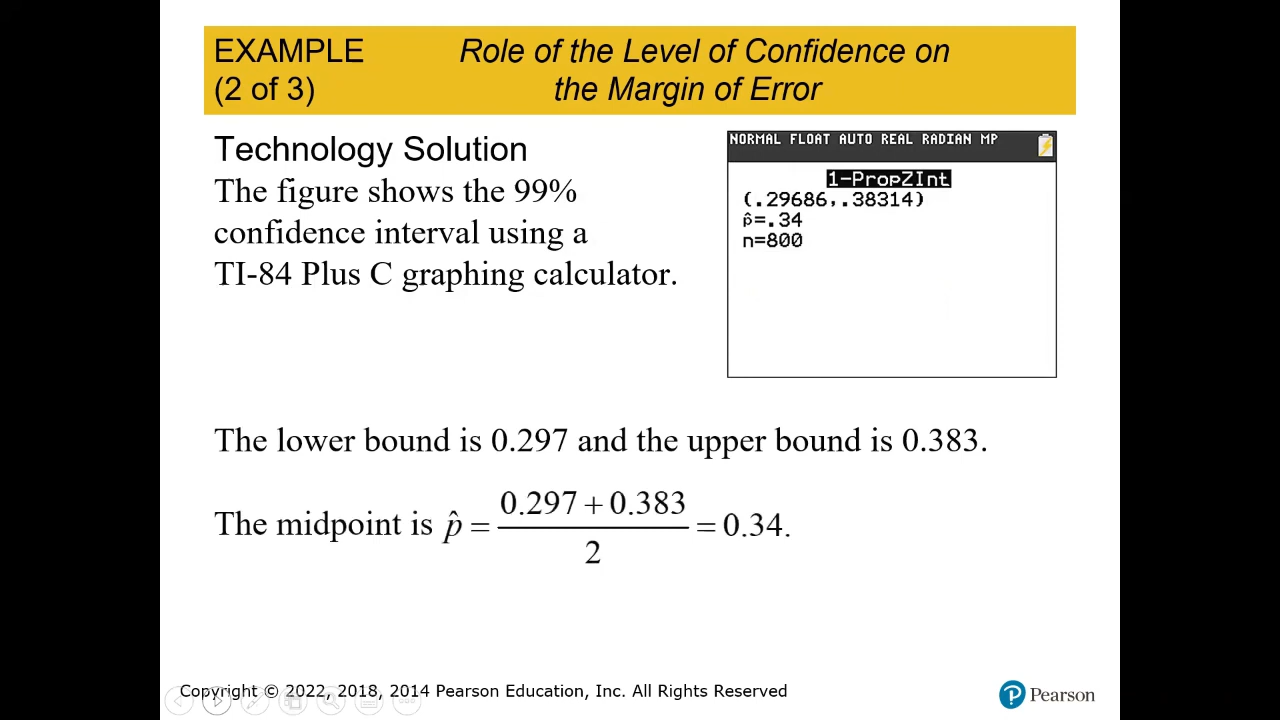 EXAMPLE
(2 of 3)
Role of the Level of Confidence on
the Margin of Error
Technology Solution
The figure shows the 99%
confidence interval using a
TI-84 Plus C graphing calculator.
NORMAL FLOAT AUTO REAL RADIAN MP
1-PropZInt
(.29686,.38314)
p̂=.34
n=800
The lower bound is 0.297 and the upper bound is 0.383.
The midpoint is p̂ = (0.297 + 0.383) / 2 = 0.34.
Copyright © 2022, 2018, 2014 Pearson Education, Inc. All Rights Reserved
P Pearson